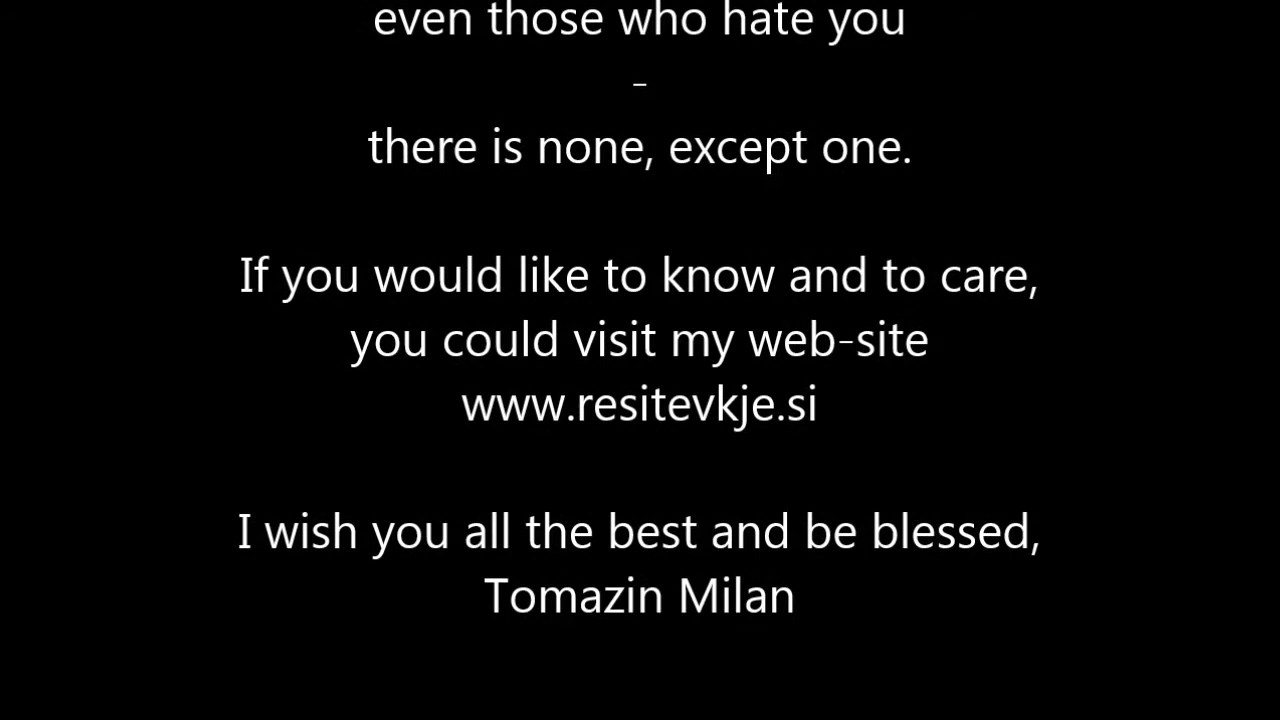 even those who hate you
-
there is none, except one.
If you would like to know and to care,
you could visit my web-site
www.resitevkje.si
I wish you all the best and be blessed,
Tomazin Milan